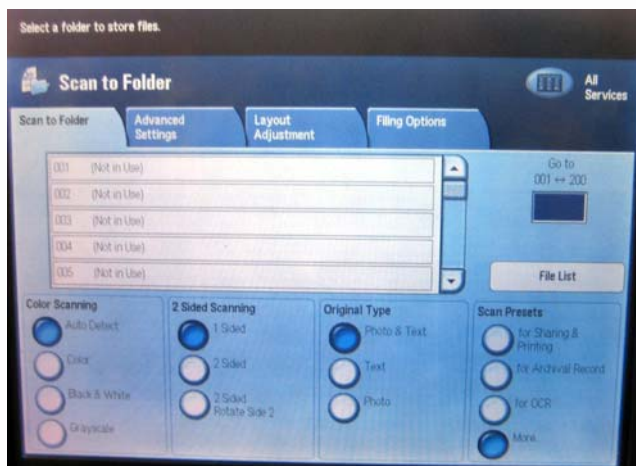 Select a folder to store files.
Scan to Folder
All
Services
Scan to Folder
Advanced
Settings
Layout
Adjustment
Filing Options
001 (Not in Use)
002 (Not in Use)
003 (Not in Use)
004 (Not in Use)
005 (Not in Use)
Go to
001 ↔ 200
File List
Color Scanning
Auto Detect
Color
Black & White
Grayscale
2 Sided Scanning
1 Sided
2 Sided
2 Sided
Rotate Side 2
Original Type
Photo & Text
Text
Photo
Scan Presets
for Sharing &
Printing
for Archival Record
for OCR
More...